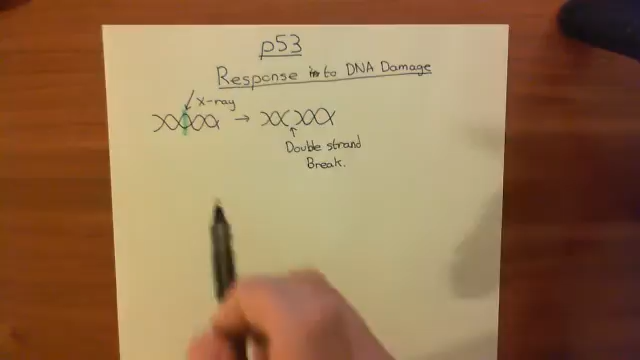 p53
Response to DNA Damage
X-ray
Double strand
Break.